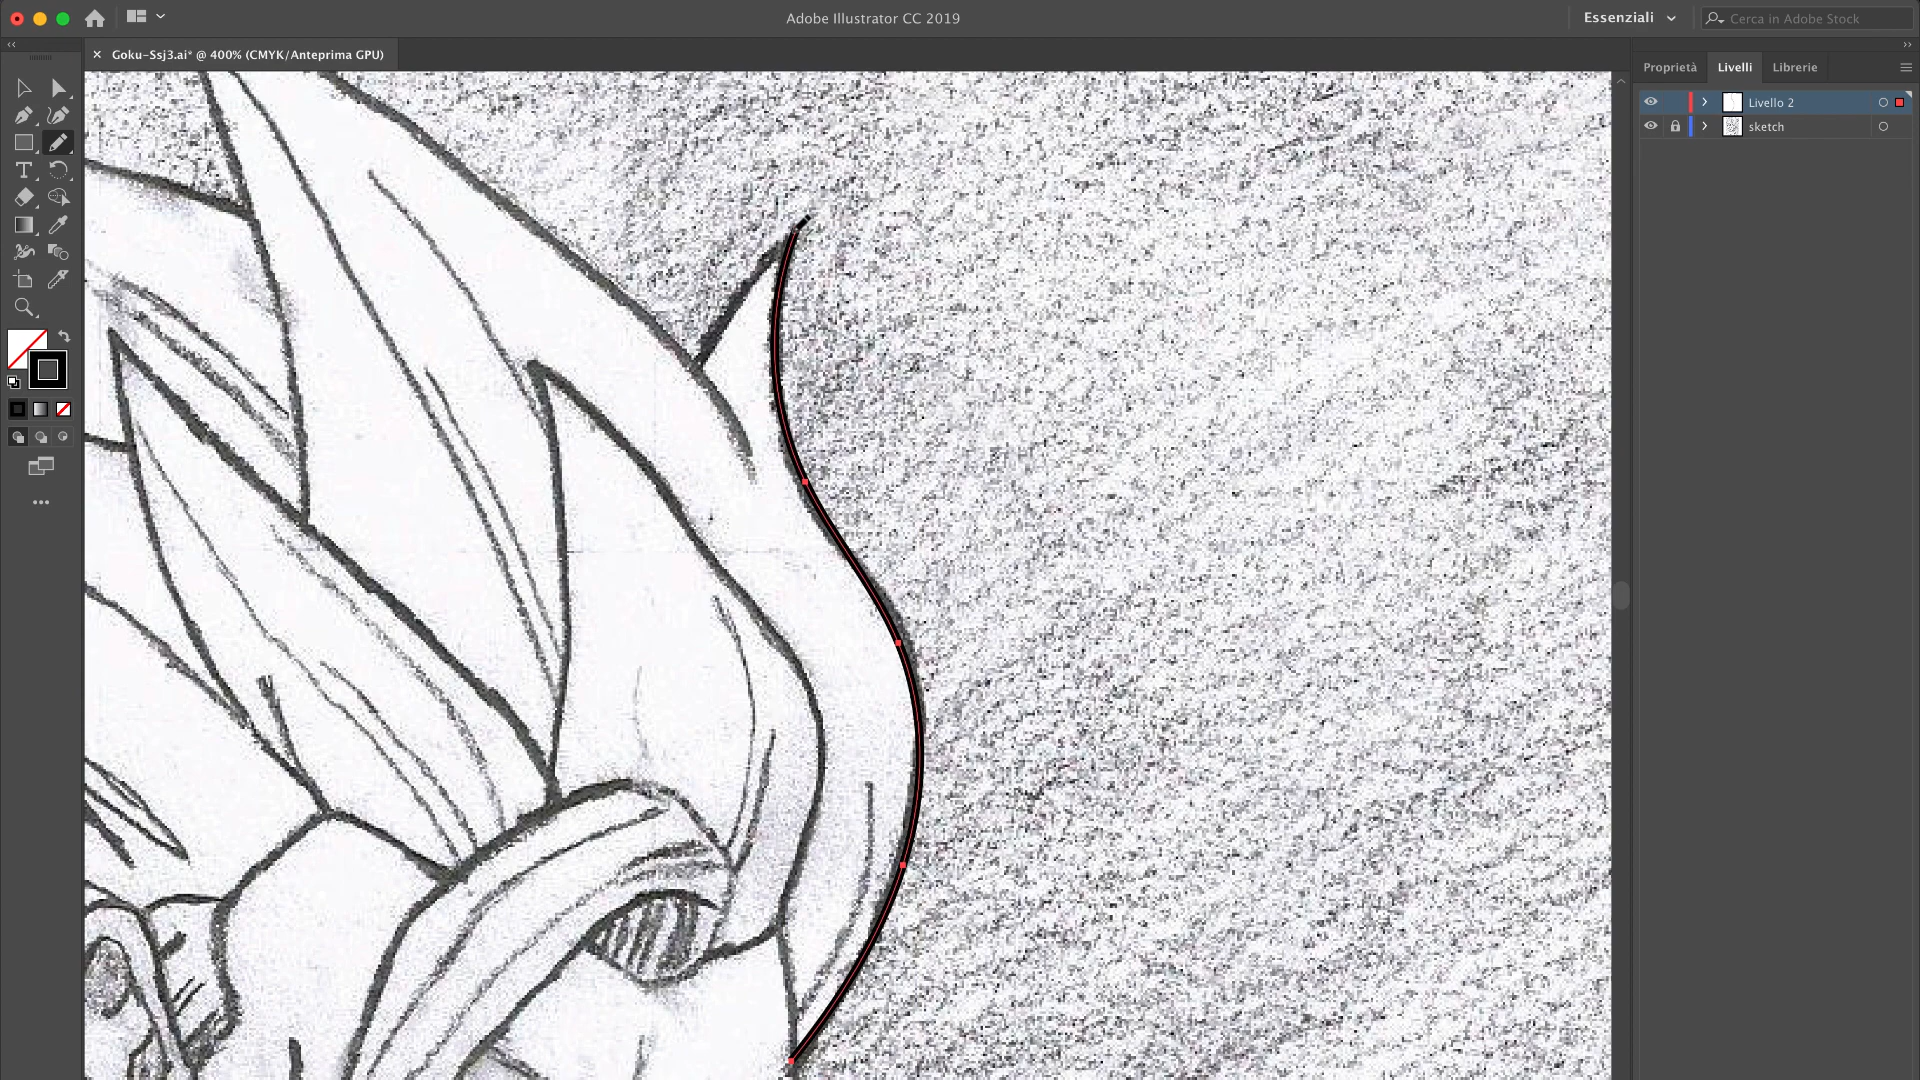 Adobe Illustrator CC 2019
Essenziali
Cerca in Adobe Stock
Goku-Ssj3.ai* @ 400% (CMYK/Anteprima GPU)
Proprietà
Livelli
Librerie
Livello 2
sketch